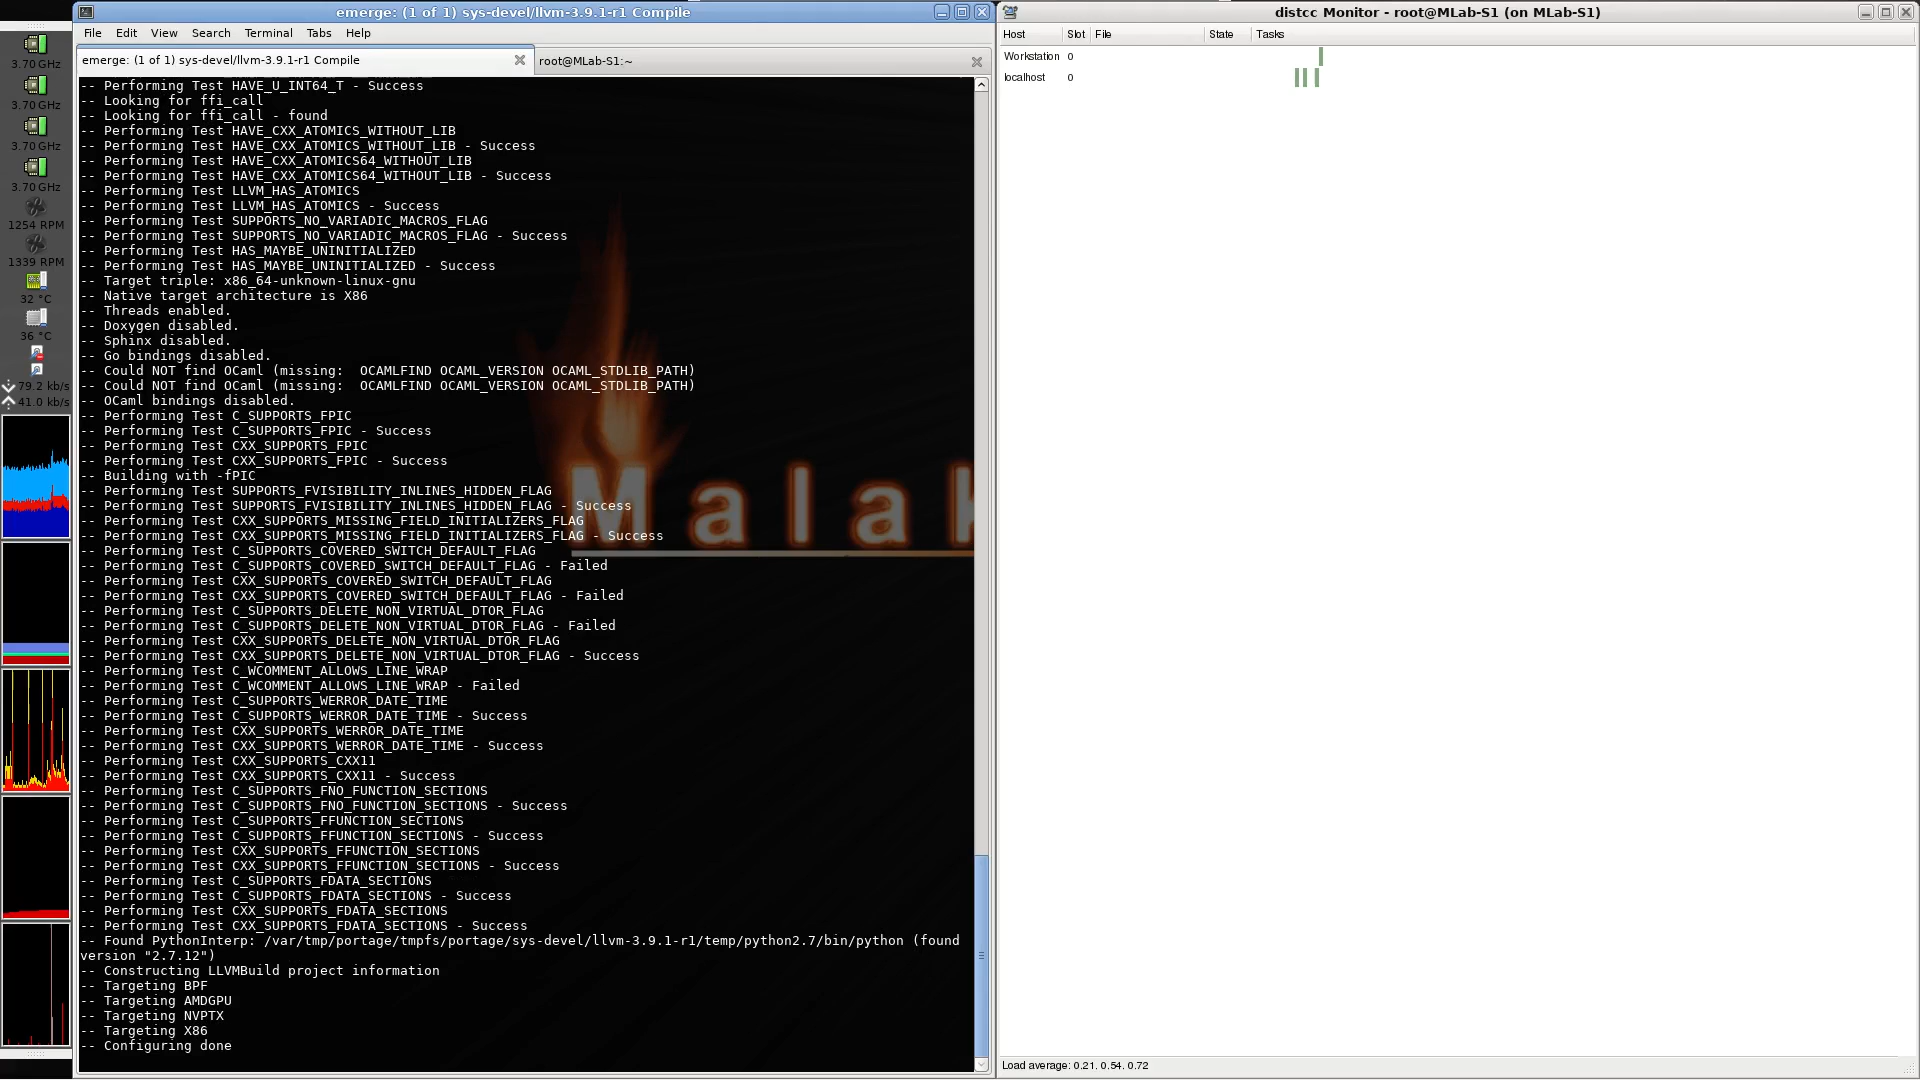 emerge: (1 of 1) sys-devel/llvm-3.9.1-r1 Compile
File Edit View Search Terminal Tabs Help
emerge: (1 of 1) sys-devel/llvm-3.9.1-r1 Compile
root@MLab-S1:~
3.70 GHz
3.70 GHz
3.70 GHz
3.70 GHz
1254 RPM
1339 RPM
32 °C
36 °C
79.2 kb/s
41.0 kb/s
-- Performing Test HAVE_U_INT64_T - Success
-- Looking for ffi_call
-- Looking for ffi_call - found
-- Performing Test HAVE_CXX_ATOMICS_WITHOUT_LIB
-- Performing Test HAVE_CXX_ATOMICS_WITHOUT_LIB - Success
-- Performing Test HAVE_CXX_ATOMICS64_WITHOUT_LIB
-- Performing Test HAVE_CXX_ATOMICS64_WITHOUT_LIB - Success
-- Performing Test LLVM_HAS_ATOMICS
-- Performing Test LLVM_HAS_ATOMICS - Success
-- Performing Test SUPPORTS_NO_VARIADIC_MACROS_FLAG
-- Performing Test SUPPORTS_NO_VARIADIC_MACROS_FLAG - Success
-- Performing Test HAS_MAYBE_UNINITIALIZED
-- Performing Test HAS_MAYBE_UNINITIALIZED - Success
-- Target triple: x86_64-unknown-linux-gnu
-- Native target architecture is X86
-- Threads enabled.
-- Doxygen disabled.
-- Sphinx disabled.
-- Go bindings disabled.
-- Could NOT find OCaml (missing:  OCAMLFIND OCAML_VERSION OCAML_STDLIB_PATH)
-- Could NOT find OCaml (missing:  OCAMLFIND OCAML_VERSION OCAML_STDLIB_PATH)
-- OCaml bindings disabled.
-- Performing Test C_SUPPORTS_FPIC
-- Performing Test C_SUPPORTS_FPIC - Success
-- Performing Test CXX_SUPPORTS_FPIC
-- Performing Test CXX_SUPPORTS_FPIC - Success
-- Building with -fPIC
-- Performing Test SUPPORTS_FVISIBILITY_INLINES_HIDDEN_FLAG
-- Performing Test SUPPORTS_FVISIBILITY_INLINES_HIDDEN_FLAG - Success
-- Performing Test CXX_SUPPORTS_MISSING_FIELD_INITIALIZERS_FLAG
-- Performing Test CXX_SUPPORTS_MISSING_FIELD_INITIALIZERS_FLAG - Success
-- Performing Test C_SUPPORTS_COVERED_SWITCH_DEFAULT_FLAG
-- Performing Test C_SUPPORTS_COVERED_SWITCH_DEFAULT_FLAG - Failed
-- Performing Test CXX_SUPPORTS_COVERED_SWITCH_DEFAULT_FLAG
-- Performing Test CXX_SUPPORTS_COVERED_SWITCH_DEFAULT_FLAG - Failed
-- Performing Test C_SUPPORTS_DELETE_NON_VIRTUAL_DTOR_FLAG
-- Performing Test C_SUPPORTS_DELETE_NON_VIRTUAL_DTOR_FLAG - Failed
-- Performing Test CXX_SUPPORTS_DELETE_NON_VIRTUAL_DTOR_FLAG
-- Performing Test CXX_SUPPORTS_DELETE_NON_VIRTUAL_DTOR_FLAG - Success
-- Performing Test C_WCOMMENT_ALLOWS_LINE_WRAP
-- Performing Test C_WCOMMENT_ALLOWS_LINE_WRAP - Failed
-- Performing Test C_SUPPORTS_WERROR_DATE_TIME
-- Performing Test C_SUPPORTS_WERROR_DATE_TIME - Success
-- Performing Test CXX_SUPPORTS_WERROR_DATE_TIME
-- Performing Test CXX_SUPPORTS_WERROR_DATE_TIME - Success
-- Performing Test CXX_SUPPORTS_CXX11
-- Performing Test CXX_SUPPORTS_CXX11 - Success
-- Performing Test C_SUPPORTS_FNO_FUNCTION_SECTIONS
-- Performing Test C_SUPPORTS_FNO_FUNCTION_SECTIONS - Success
-- Performing Test C_SUPPORTS_FFUNCTION_SECTIONS
-- Performing Test C_SUPPORTS_FFUNCTION_SECTIONS - Success
-- Performing Test CXX_SUPPORTS_FFUNCTION_SECTIONS
-- Performing Test CXX_SUPPORTS_FFUNCTION_SECTIONS - Success
-- Performing Test C_SUPPORTS_FDATA_SECTIONS
-- Performing Test C_SUPPORTS_FDATA_SECTIONS - Success
-- Performing Test CXX_SUPPORTS_FDATA_SECTIONS
-- Performing Test CXX_SUPPORTS_FDATA_SECTIONS - Success
-- Found PythonInterp: /var/tmp/portage/tmpfs/portage/sys-devel/llvm-3.9.1-r1/temp/python2.7/bin/python (found
version "2.7.12")
-- Constructing LLVMBuild project information
-- Targeting BPF
-- Targeting AMDGPU
-- Targeting NVPTX
-- Targeting X86
-- Configuring done
Malak
distcc Monitor - root@MLab-S1 (on MLab-S1)
Host Slot File State Tasks
Workstation 0
localhost 0
Load average: 0.21, 0.54, 0.72